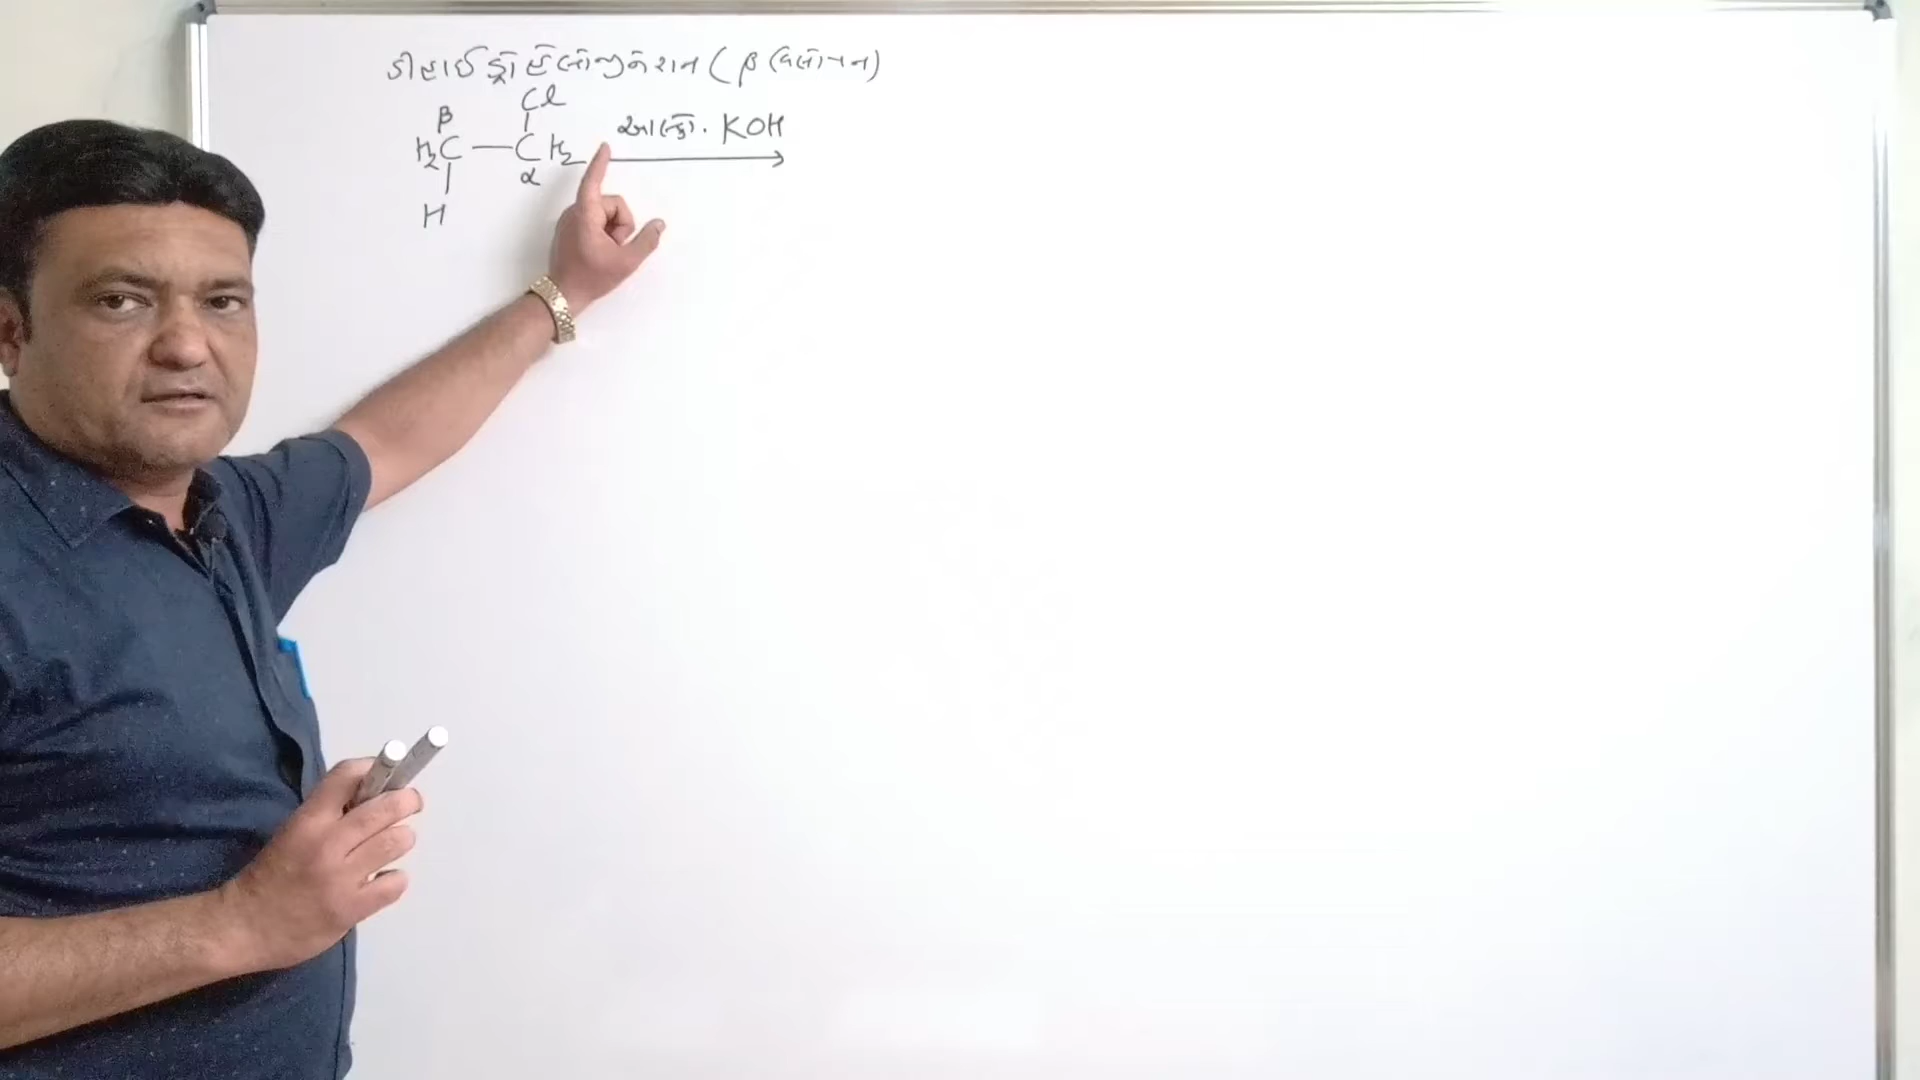 ડીહાઈડ્રોહેલોજીનેશન (β વિલોપન)
β Cl
H₂C — CH₂ આલ્કો. KOH →
α
H